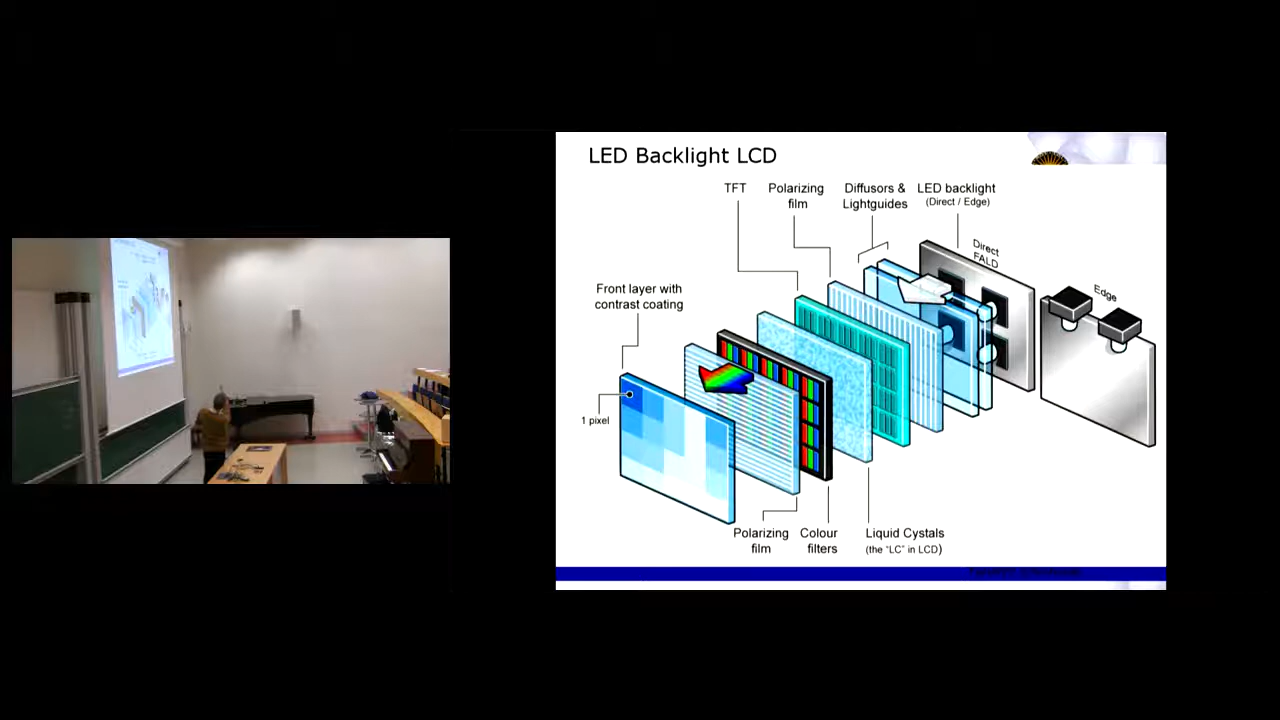 LED Backlight LCD
TFT
Polarizing
film
Diffusors &
Lightguides
LED backlight
(Direct / Edge)
Direct
FALD
Edge
Front layer with
contrast coating
1 pixel
Polarizing
film
Colour
filters
Liquid Cystals
(the "LC" in LCD)